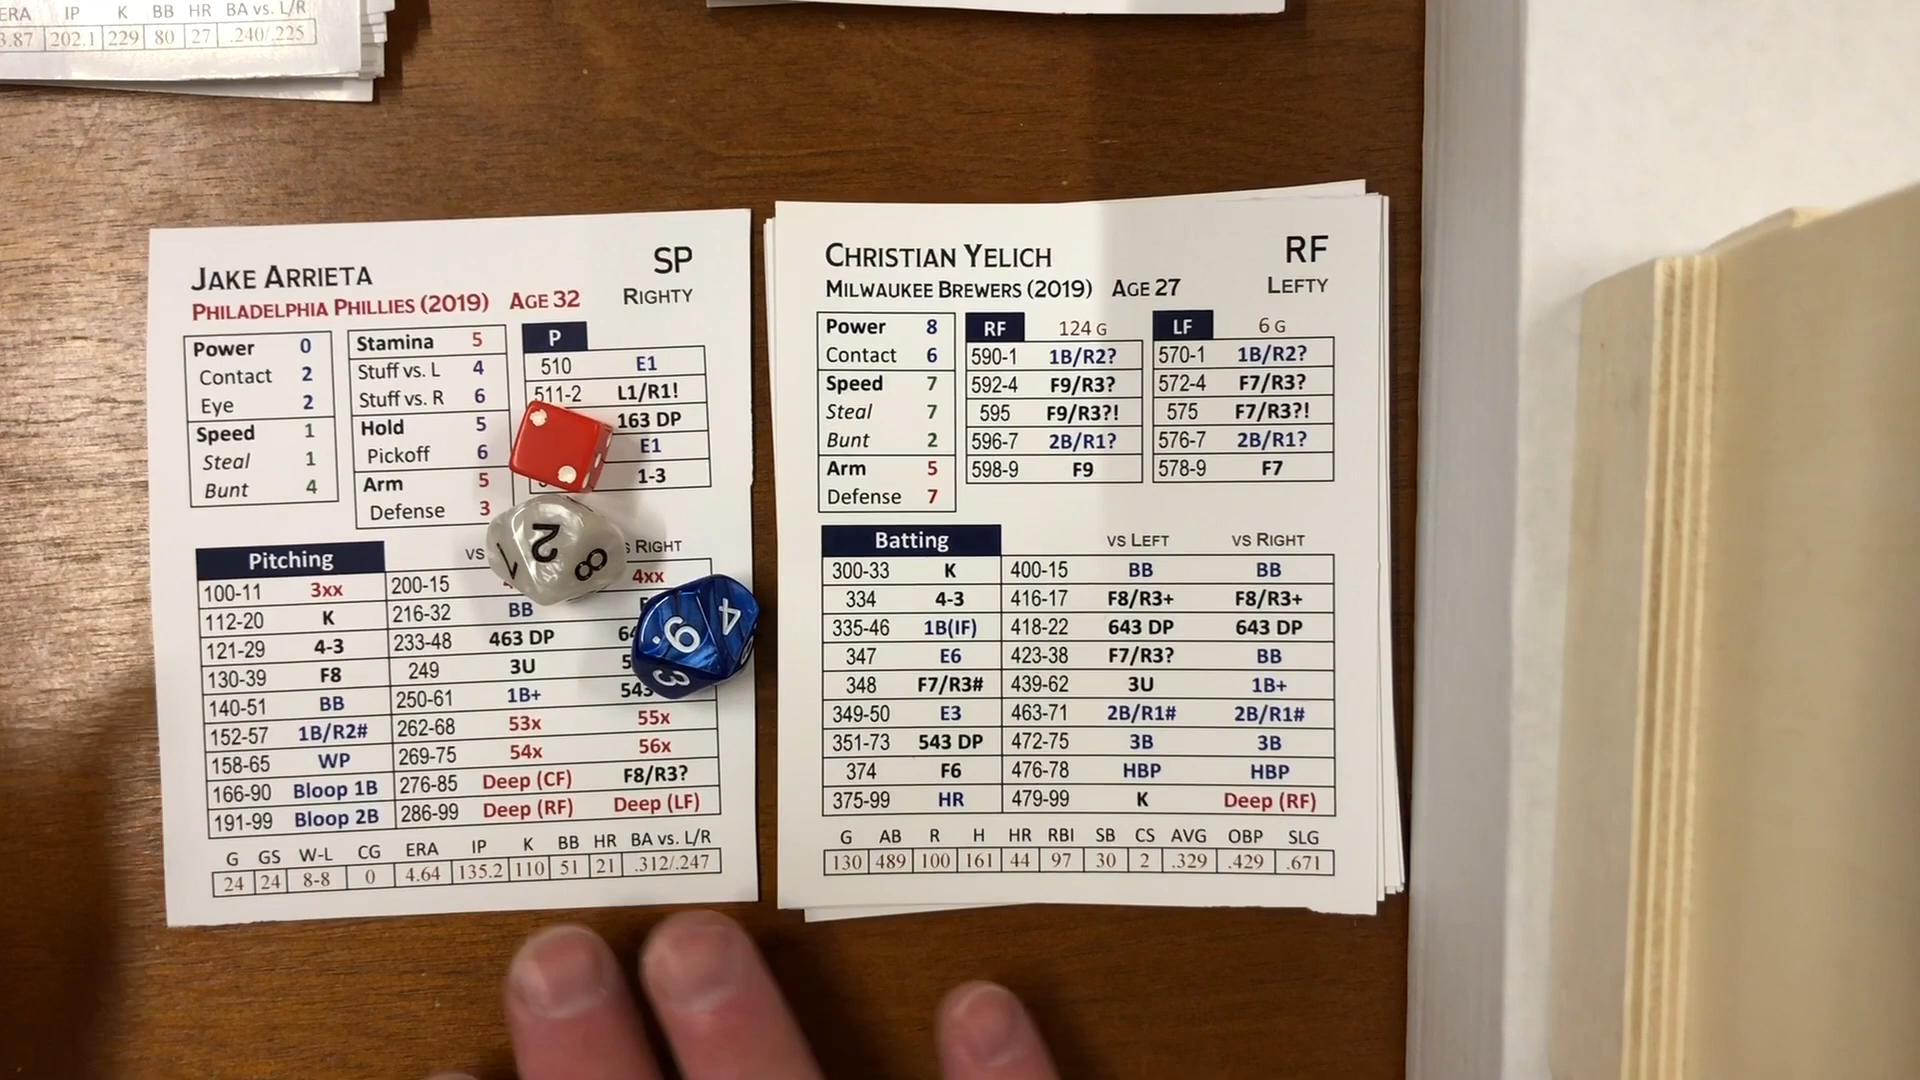 ERA IP K BB HR BA vs. L/R
3.87 202.1 229 80 27 .240/.225
JAKE ARRIETA SP
PHILADELPHIA PHILLIES (2019) AGE 32 RIGHTY
Power 0
Contact 2
Eye 2
Speed 1
Steal 1
Bunt 4
Stamina 5
Stuff vs. L 4
Stuff vs. R 6
Hold 5
Pickoff 6
Arm 5
Defense 3
P
510 E1
511-2 L1/R1!
163 DP
E1
1-3
2
7
8
6.
4
3
Pitching VS RIGHT
100-11 3xx 200-15 4xx
112-20 K 216-32 BB
121-29 4-3 233-48 463 DP
130-39 F8 249 3U
140-51 BB 250-61 1B+ 543
152-57 1B/R2# 262-68 53x 55x
158-65 WP 269-75 54x 56x
166-90 Bloop 1B 276-85 Deep (CF) F8/R3?
191-99 Bloop 2B 286-99 Deep (RF) Deep (LF)
G GS W-L CG ERA IP K BB HR BA vs. L/R
24 24 8-8 0 4.64 135.2 110 51 21 .312/.247
CHRISTIAN YELICH RF
MILWAUKEE BREWERS (2019) AGE 27 LEFTY
Power 8
Contact 6
Speed 7
Steal 7
Bunt 2
Arm 5
Defense 7
RF 124 G
590-1 1B/R2?
592-4 F9/R3?
595 F9/R3?!
596-7 2B/R1?
598-9 F9
LF 6 G
570-1 1B/R2?
572-4 F7/R3?
575 F7/R3?!
576-7 2B/R1?
578-9 F7
Batting VS LEFT VS RIGHT
300-33 K 400-15 BB BB
334 4-3 416-17 F8/R3+ F8/R3+
335-46 1B(IF) 418-22 643 DP 643 DP
347 E6 423-38 F7/R3? BB
348 F7/R3# 439-62 3U 1B+
349-50 E3 463-71 2B/R1# 2B/R1#
351-73 543 DP 472-75 3B 3B
374 F6 476-78 HBP HBP
375-99 HR 479-99 K Deep (RF)
G AB R H HR RBI SB CS AVG OBP SLG
130 489 100 161 44 97 30 2 .329 .429 .671